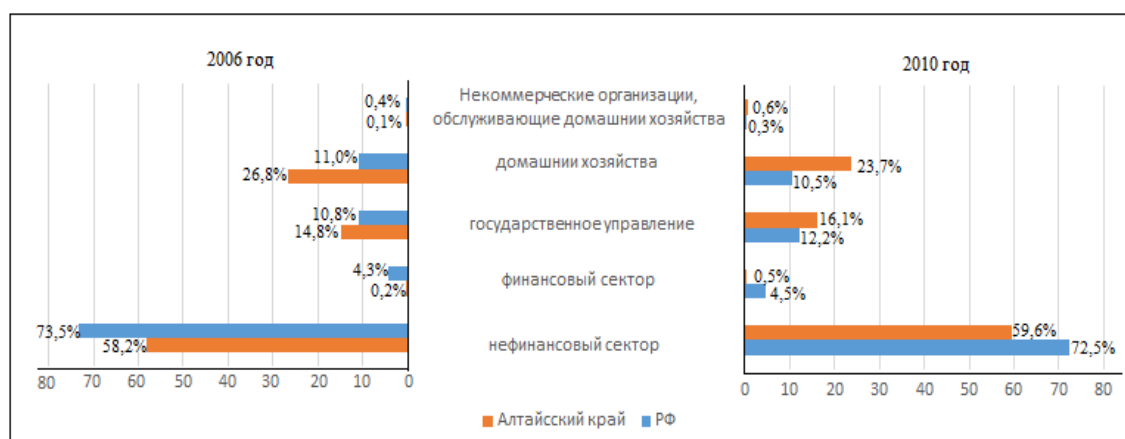 2006 год
2010 год
0,4%
0,1%
Некоммерческие организации,
обслуживающие домашнии хозяйства
0,6%
0,3%
11,0%
26,8%
домашнии хозяйства
23,7%
10,5%
10,8%
14,8%
государственное управление
16,1%
12,2%
4,3%
0,2%
финансовый сектор
0,5%
4,5%
73,5%
58,2%
нефинансовый сектор
59,6%
72,5%
80 70 60 50 40 30 20 10 0
0 10 20 30 40 50 60 70 80
Алтайсский край РФ